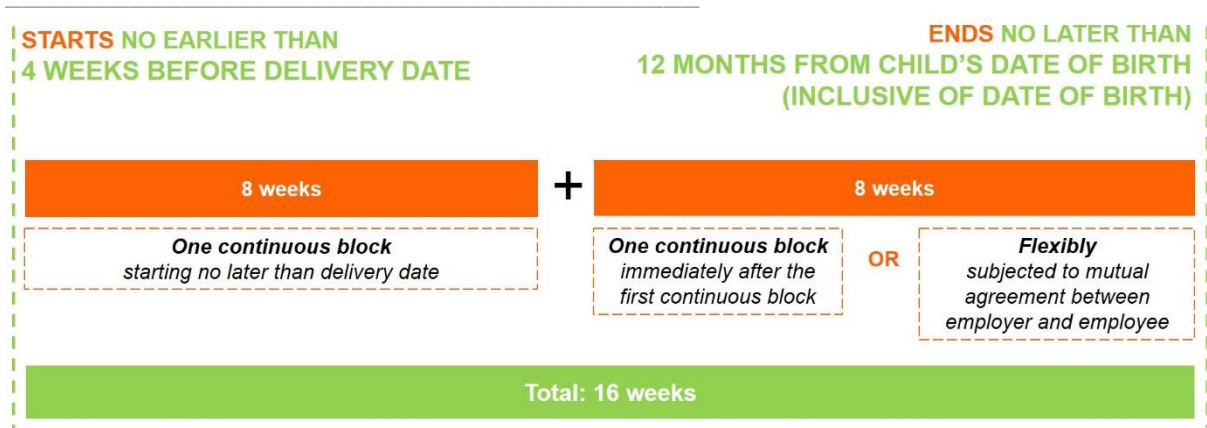 STARTS NO EARLIER THAN
4 WEEKS BEFORE DELIVERY DATE
ENDS NO LATER THAN
12 MONTHS FROM CHILD'S DATE OF BIRTH
(INCLUSIVE OF DATE OF BIRTH)
8 weeks
+
8 weeks
One continuous block
starting no later than delivery date
One continuous block
immediately after the
first continuous block
OR
Flexibly
subjected to mutual
agreement between
employer and employee
Total: 16 weeks